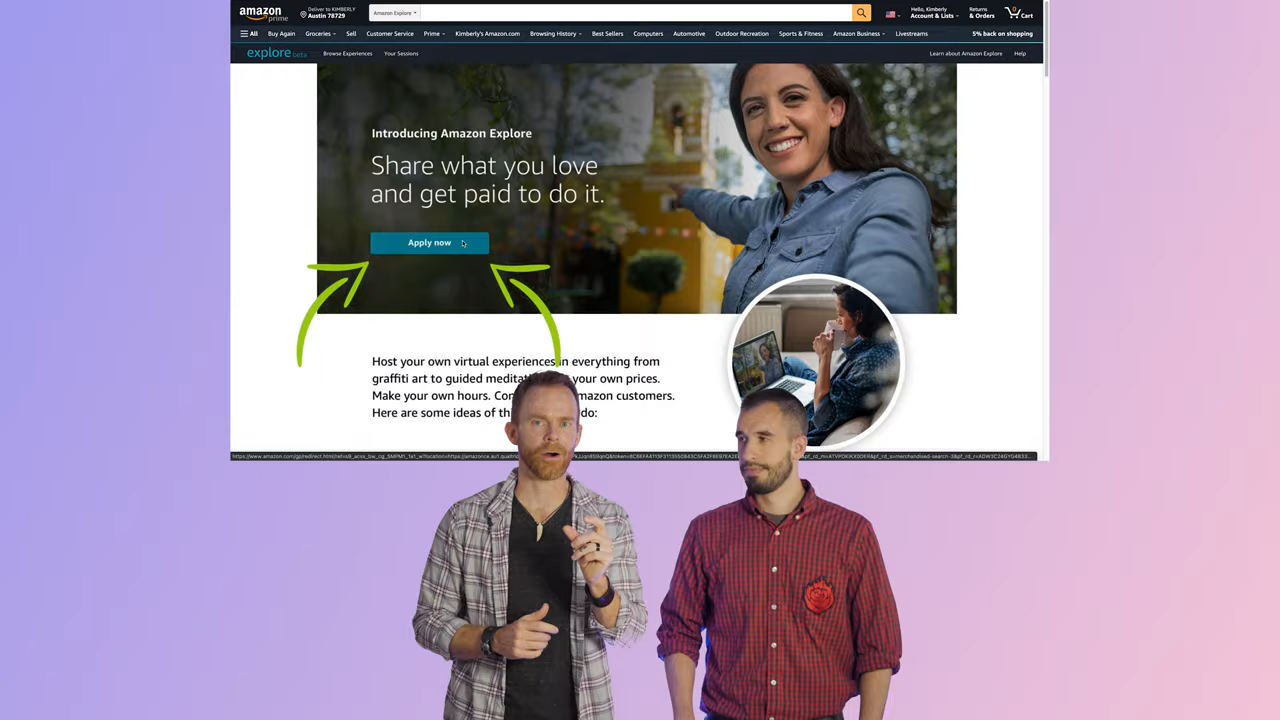 amazon
prime
Deliver to KIMBERLY
Austin 78729
Amazon Explore
Hello, Kimberly
Account & Lists
Returns
& Orders
0
Cart
All
Buy Again
Groceries
Sell
Customer Service
Prime
Kimberly's Amazon.com
Browsing History
Best Sellers
Computers
Automotive
Outdoor Recreation
Sports & Fitness
Amazon Business
Livestreams
5% back on shopping
explore beta
Browse Experiences
Your Sessions
Learn about Amazon Explore
Help
Introducing Amazon Explore
Share what you love
and get paid to do it.
Apply now
Host your own virtual experiences in everything from
graffiti art to guided your own prices.
Make your own hours. customers.
Here are some ideas of do: